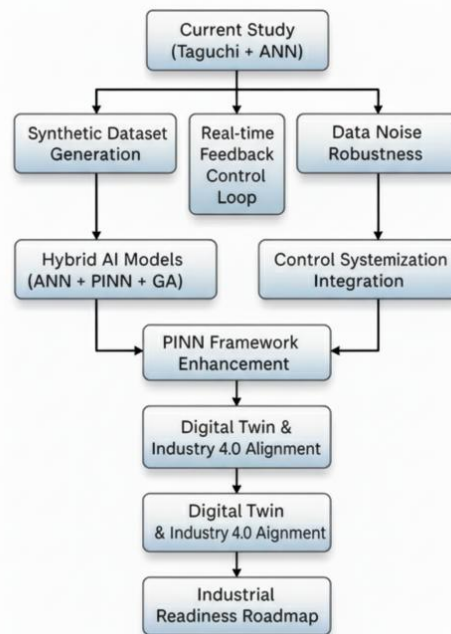 Current Study
(Taguchi + ANN)
Synthetic Dataset
Generation
Real-time
Feedback
Control
Loop
Data Noise
Robustness
Hybrid AI Models
(ANN + PINN + GA)
Control Systemization
Integration
PINN Framework
Enhancement
Digital Twin &
Industry 4.0 Alignment
Digital Twin
& Industry 4.0 Alignment
Industrial
Readiness Roadmap